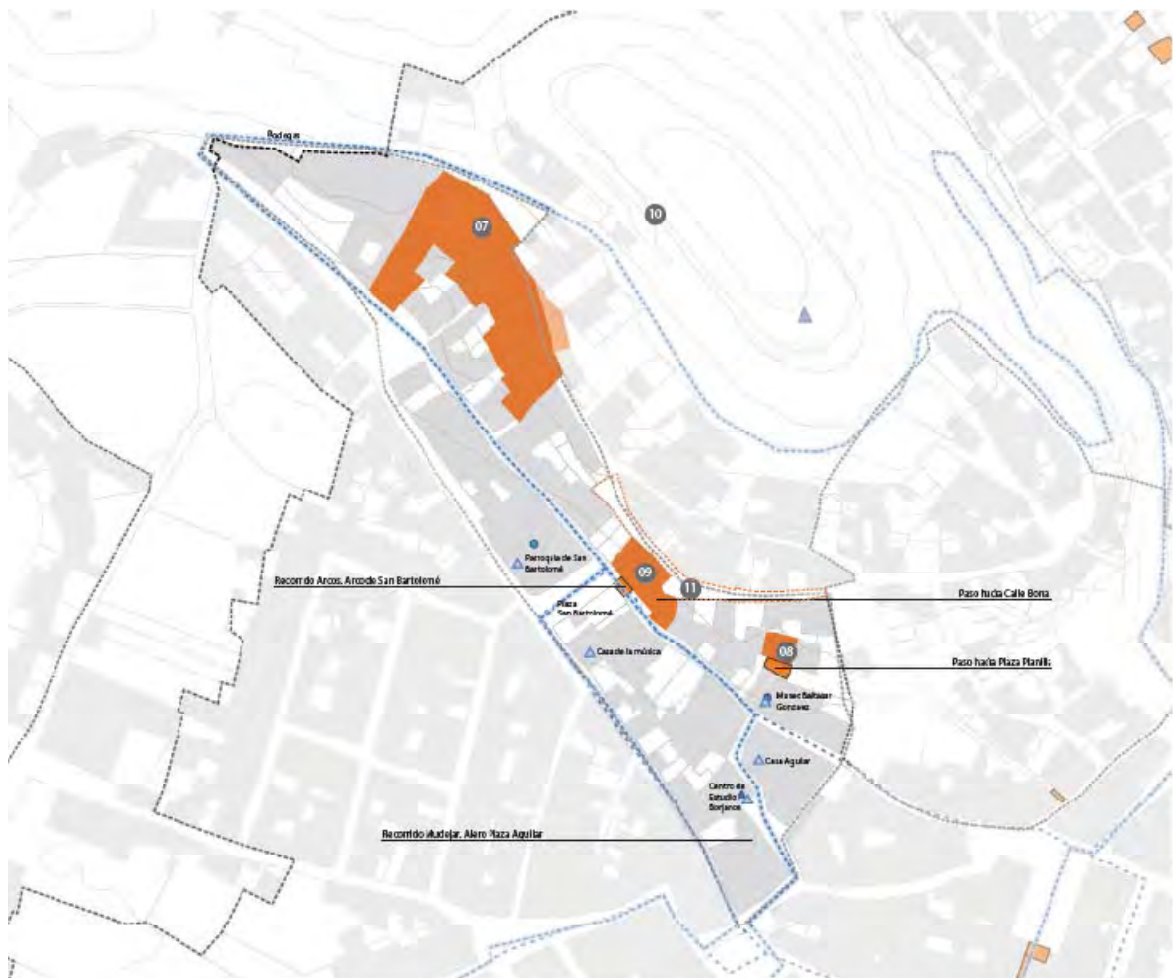 Bodegas
07
10
Parroquia de San
Bartolomé
Recorrido Arcos. Arco de San Bartolomé
09
11
Paso hacia Calle Bona
Plaza
San Bartolomé
Casa de la música
08
Paso hacia Plaza Planilla
Museo Baltasar
González
Casa Aguilar
Centro de
Estudio
Borjanos
Recorrido Mudejar. Alero Plaza Aguilar